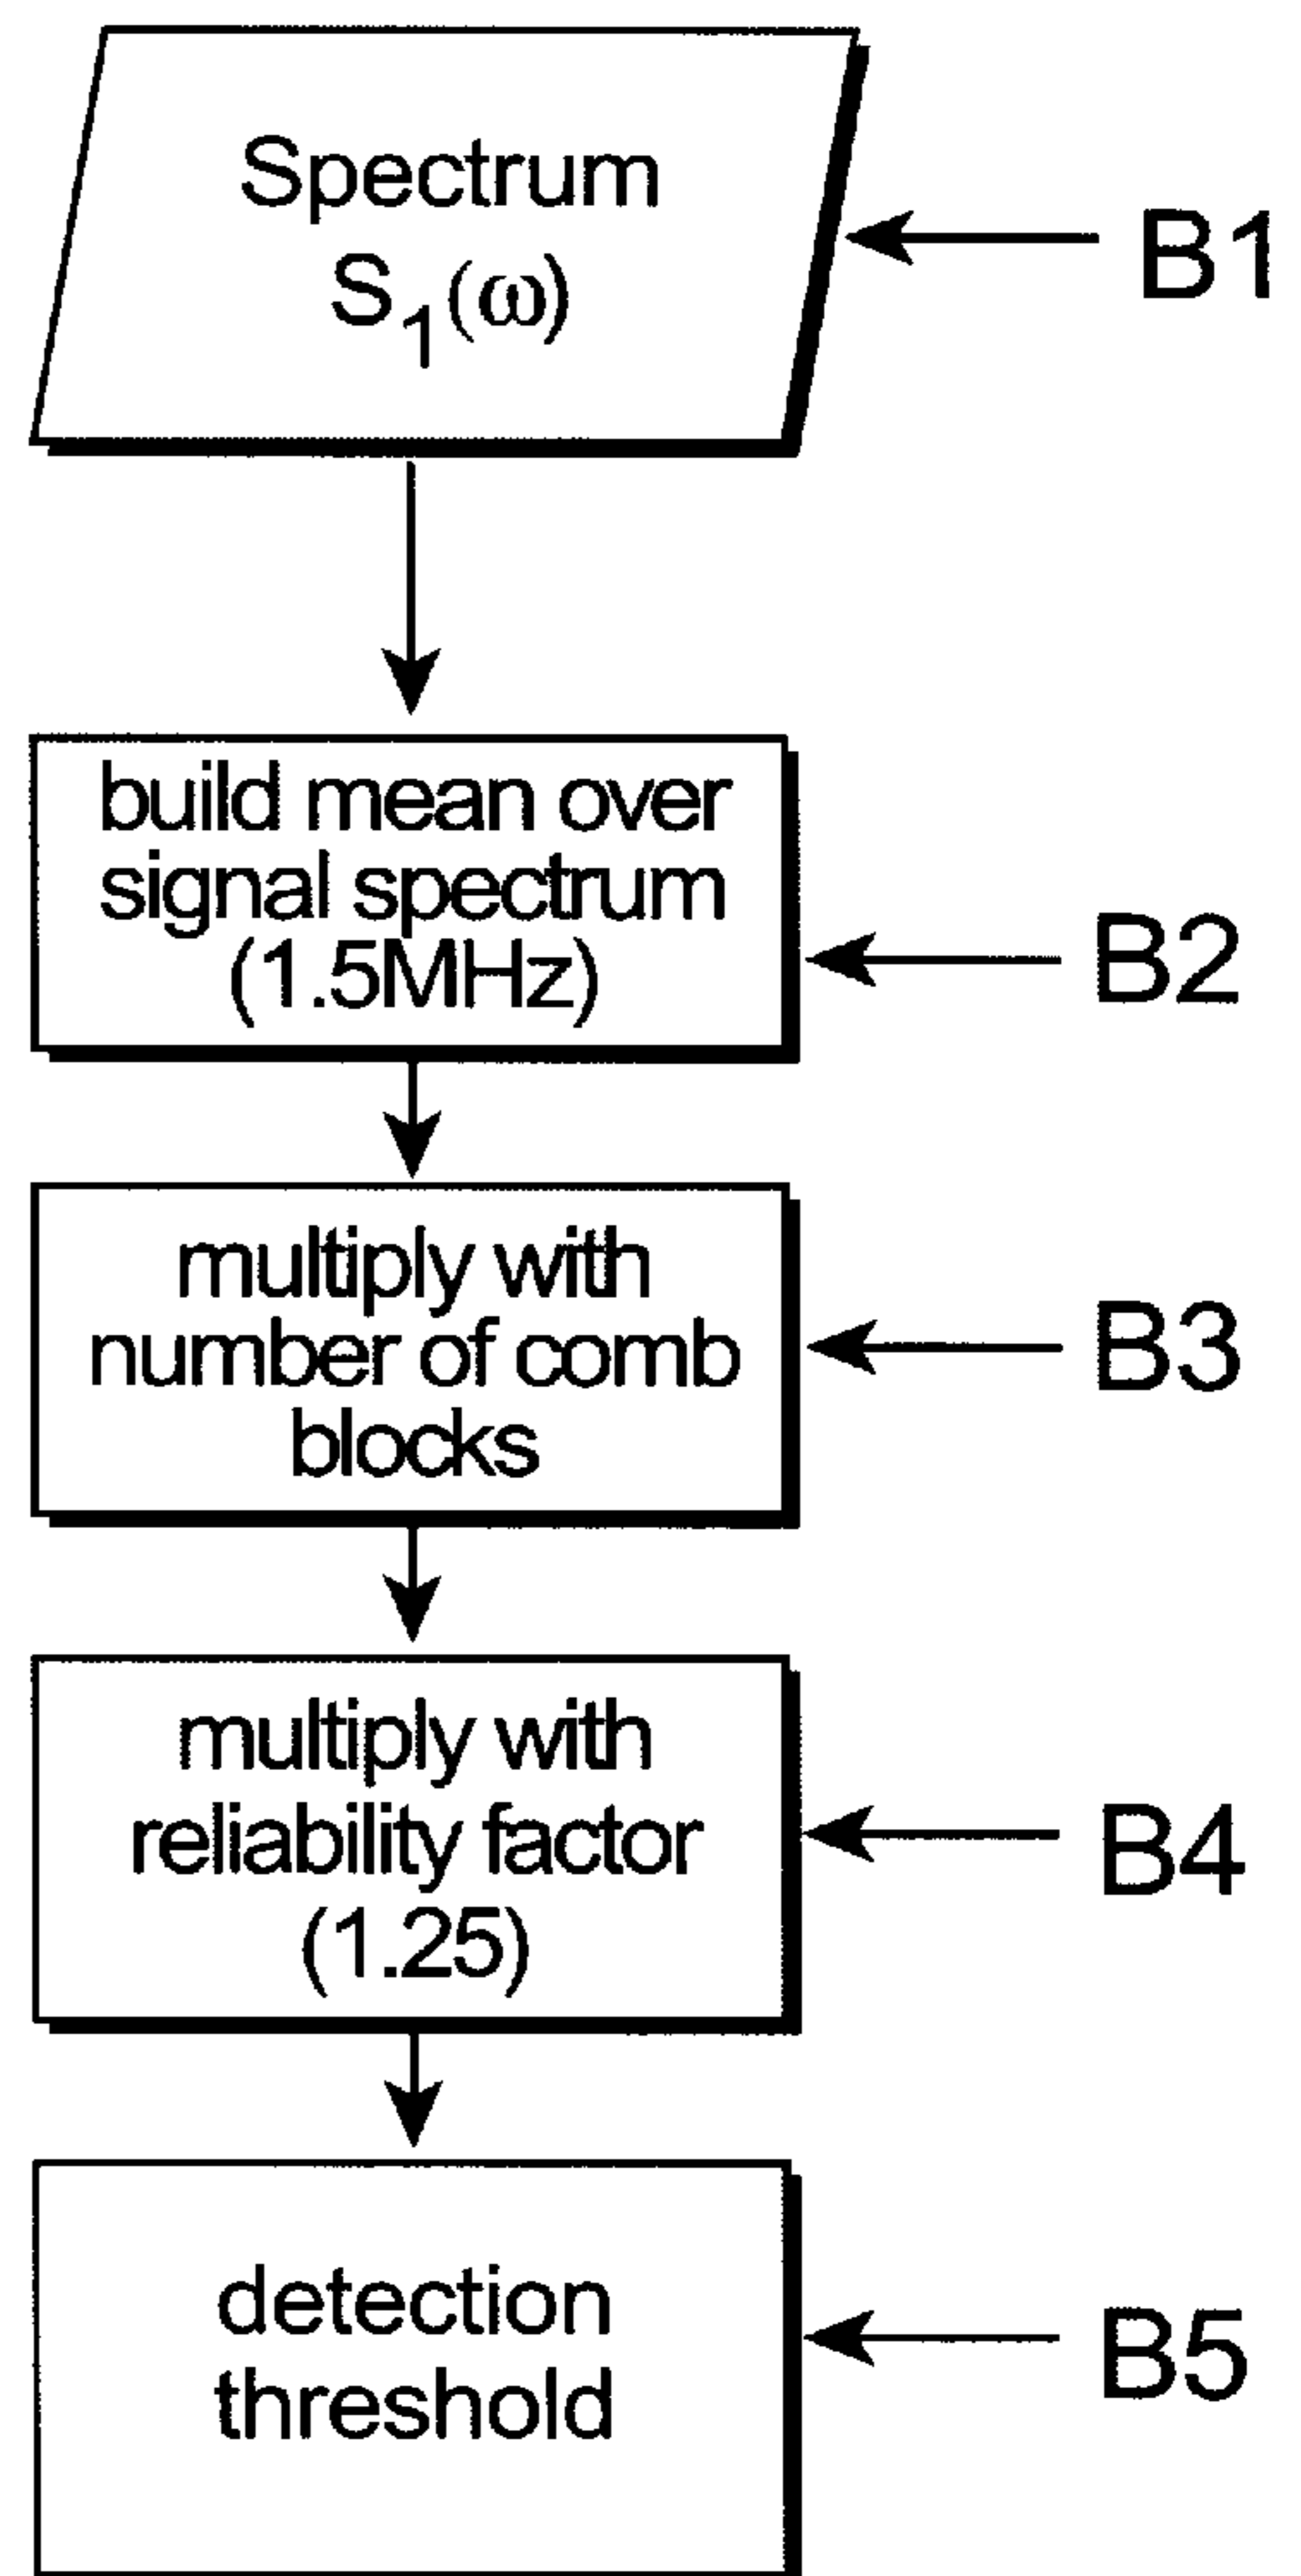 Spectrum
S₁(ω)
B1
build mean over
signal spectrum
(1.5MHz)
B2
multiply with
number of comb
blocks
B3
multiply with
reliability factor
(1.25)
B4
detection
threshold
B5